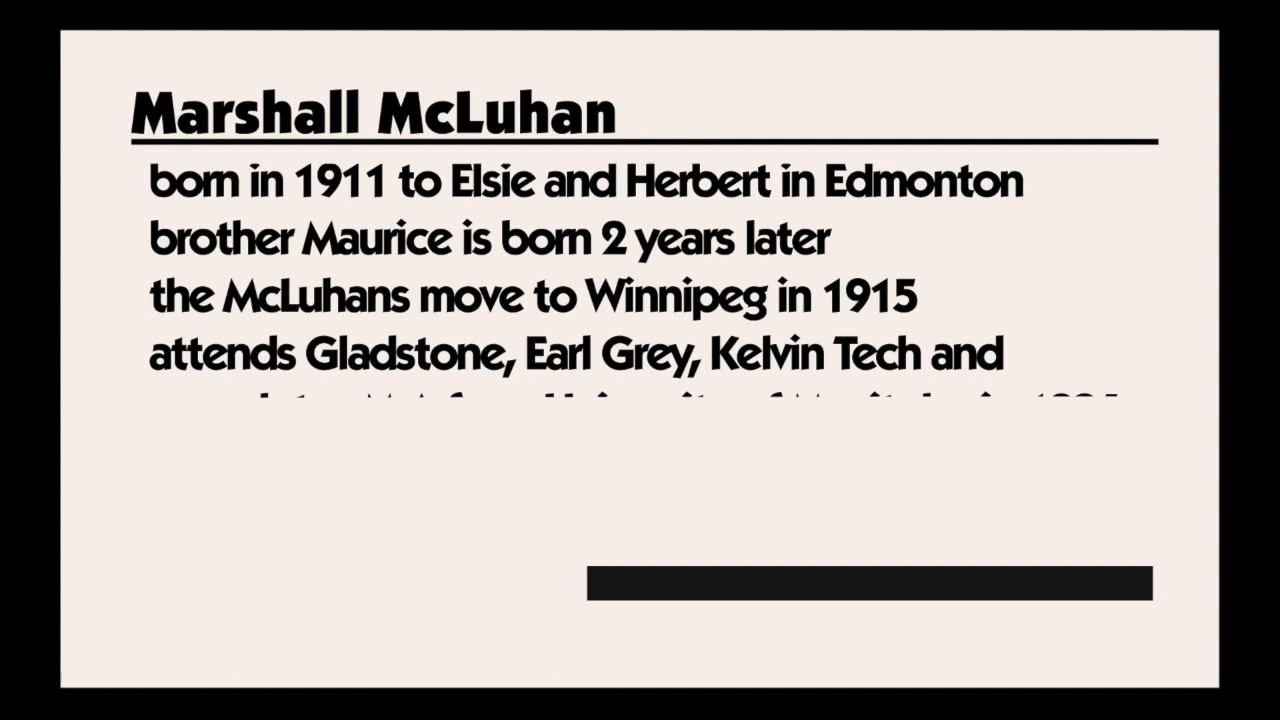 Marshall McLuhan
born in 1911 to Elsie and Herbert in Edmonton
brother Maurice is born 2 years later
the McLuhans move to Winnipeg in 1915
attends Gladstone, Earl Grey, Kelvin Tech and